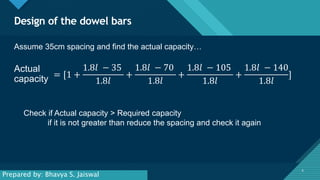 Design of the dowel bars
Assume 35cm spacing and find the actual capacity…
Actual capacity = [1 + (1.8𝑙 − 35)/1.8𝑙 + (1.8𝑙 − 70)/1.8𝑙 + (1.8𝑙 − 105)/1.8𝑙 + (1.8𝑙 − 140)/1.8𝑙]
Check if Actual capacity > Required capacity
if it is not greater than reduce the spacing and check it again
Prepared by: Bhavya S. Jaiswal